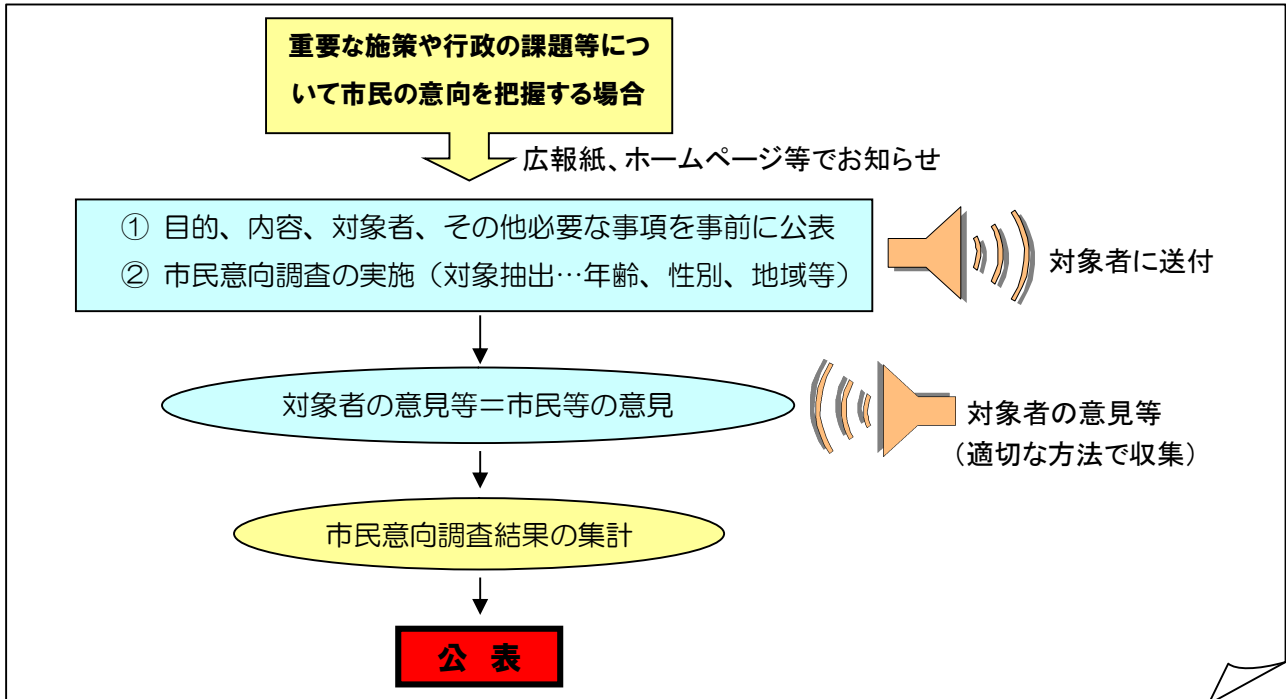 重要な施策や行政の課題等につ
いて市民の意向を把握する場合
広報紙、ホームページ等でお知らせ
① 目的、内容、対象者、その他必要な事項を事前に公表
② 市民意向調査の実施（対象抽出…年齢、性別、地域等）
対象者に送付
対象者の意見等＝市民等の意見
対象者の意見等
（適切な方法で収集）
市民意向調査結果の集計
公 表